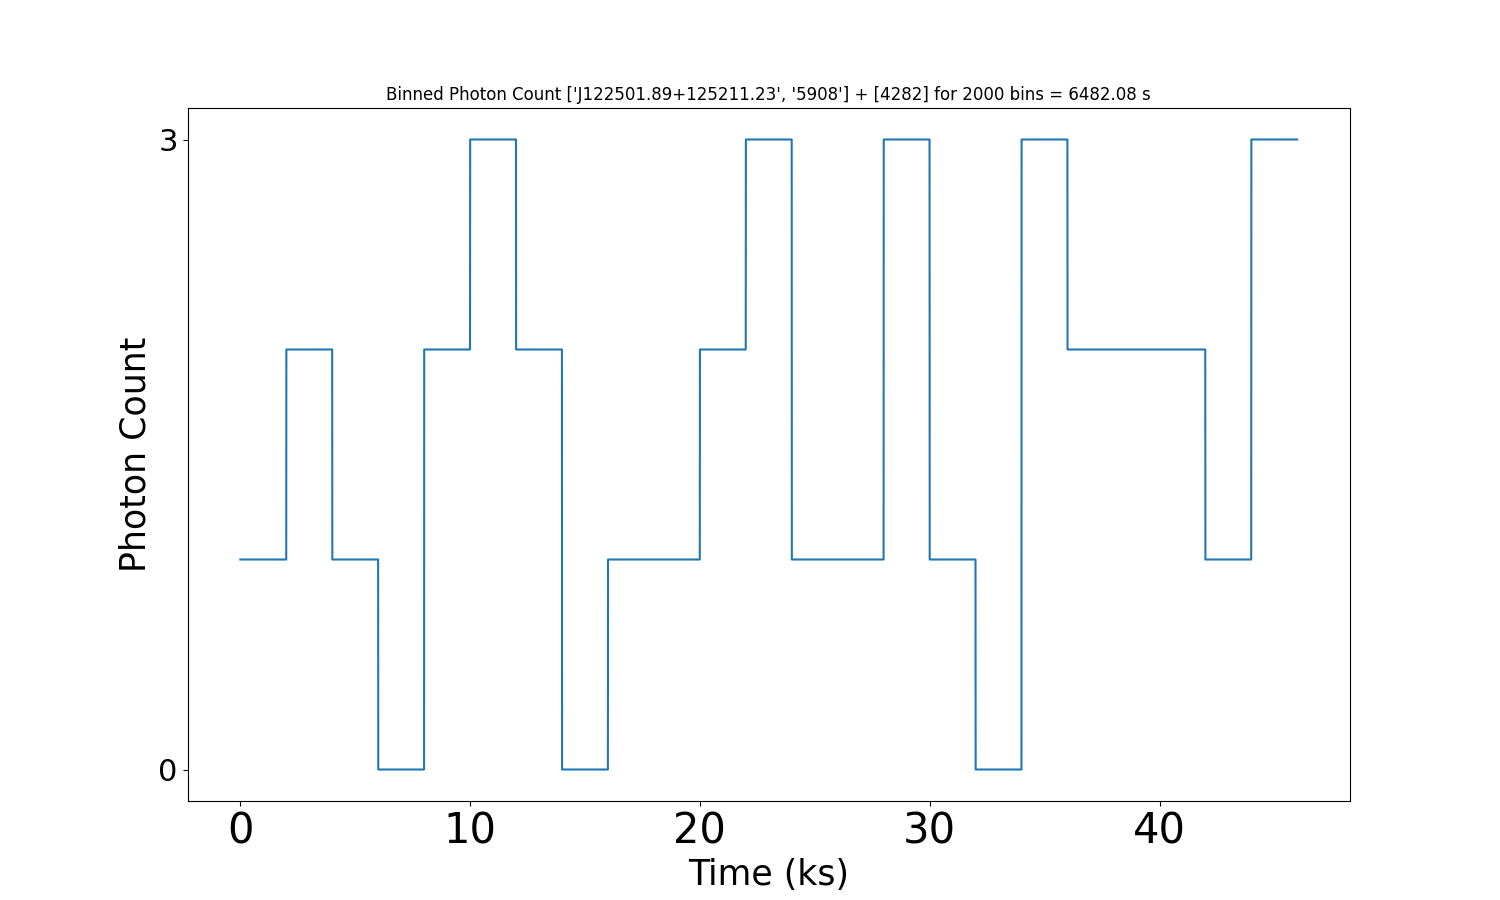 Binned Photon Count ['J122501.89+125211.23', '5908'] + [4282] for 2000 bins = 6482.08 s
3
Photon Count
0
0 10 20 30 40
Time (ks)